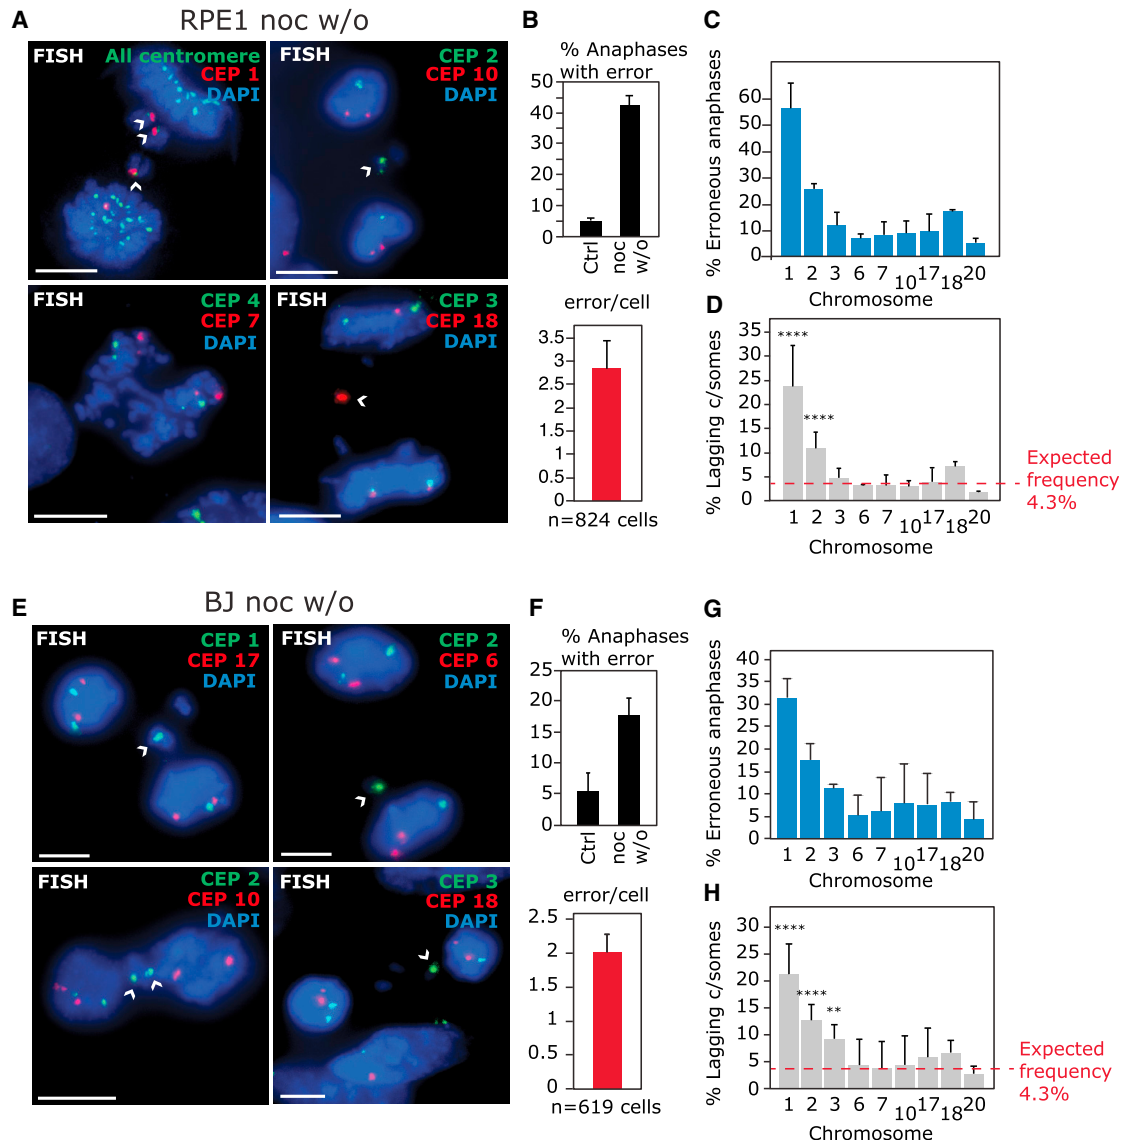 A
RPE1 noc w/o
FISH
All centromere
CEP 1
DAPI
FISH
CEP 2
CEP 10
DAPI
FISH
CEP 4
CEP 7
DAPI
FISH
CEP 3
CEP 18
DAPI
B
% Anaphases
with error
50
45
40
35
30
25
20
15
10
5
0
Ctrl
noc
w/o
error/cell
3.5
3
2.5
2
1.5
1
0.5
0
n=824 cells
C
% Erroneous anaphases
60
50
40
30
20
10
0
1 2 3 6 7 10 17 18 20
Chromosome
D
% Lagging c/somes
35
30
25
20
15
10
5
0
****
****
Expected
frequency
4.3%
1 2 3 6 7 10 17 18 20
Chromosome
E
BJ noc w/o
FISH
CEP 1
CEP 17
DAPI
FISH
CEP 2
CEP 6
DAPI
FISH
CEP 2
CEP 10
DAPI
FISH
CEP 3
CEP 18
DAPI
F
% Anaphases
with error
25
20
15
10
5
0
Ctrl
noc
w/o
error/cell
2.5
2
1.5
1
0.5
0
n=619 cells
G
% Erroneous anaphases
40
35
30
25
20
15
10
5
0
1 2 3 6 7 10 17 18 20
Chromosome
H
% Lagging c/somes
30
25
20
15
10
5
0
****
****
**
Expected
frequency
4.3%
1 2 3 6 7 10 17 18 20
Chromosome